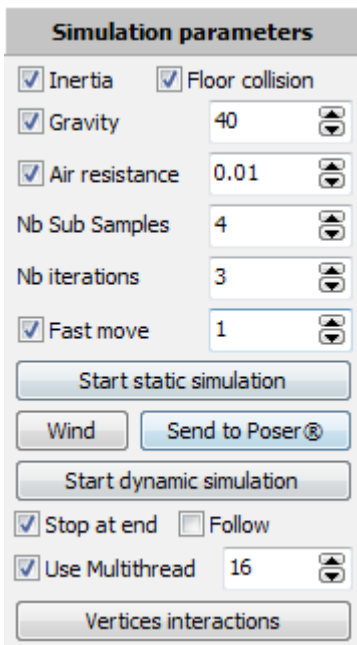 Simulation parameters
Inertia Floor collision
Gravity 40
Air resistance 0.01
Nb Sub Samples 4
Nb iterations 3
Fast move 1
Start static simulation
Wind Send to Poser®
Start dynamic simulation
Stop at end Follow
Use Multithread 16
Vertices interactions